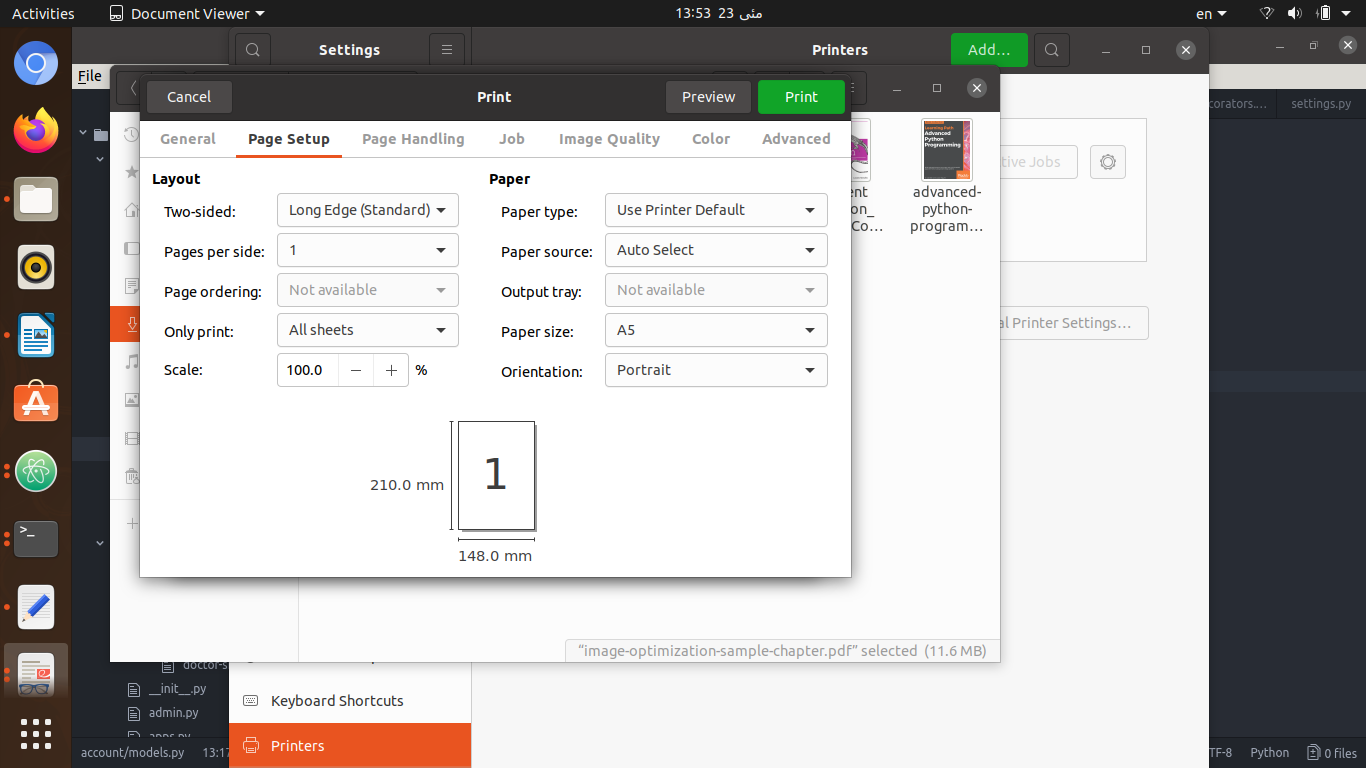 Activities
Document Viewer
13:53 23 مئی
en
Settings
Printers
Add…
File
Cancel
Print
Preview
Print
corators.…
settings.py
General
Page Setup
Page Handling
Job
Image Quality
Color
Advanced
Layout
Two-sided:
Long Edge (Standard)
Pages per side:
1
Page ordering:
Not available
Only print:
All sheets
Scale:
100.0
%
Paper
Paper type:
Use Printer Default
Paper source:
Auto Select
Output tray:
Not available
Paper size:
A5
Orientation:
Portrait
1
210.0 mm
148.0 mm
Learning Path
Advanced
Python
Programming
advanced-
python-
program…
ent
on_
Co…
tive Jobs
al Printer Settings…
“image-optimization-sample-chapter.pdf” selected (11.6 MB)
doctor-s
__init__.py
admin.py
apps.py
Keyboard Shortcuts
Printers
account/models.py
13:17
TF-8
Python
0 files